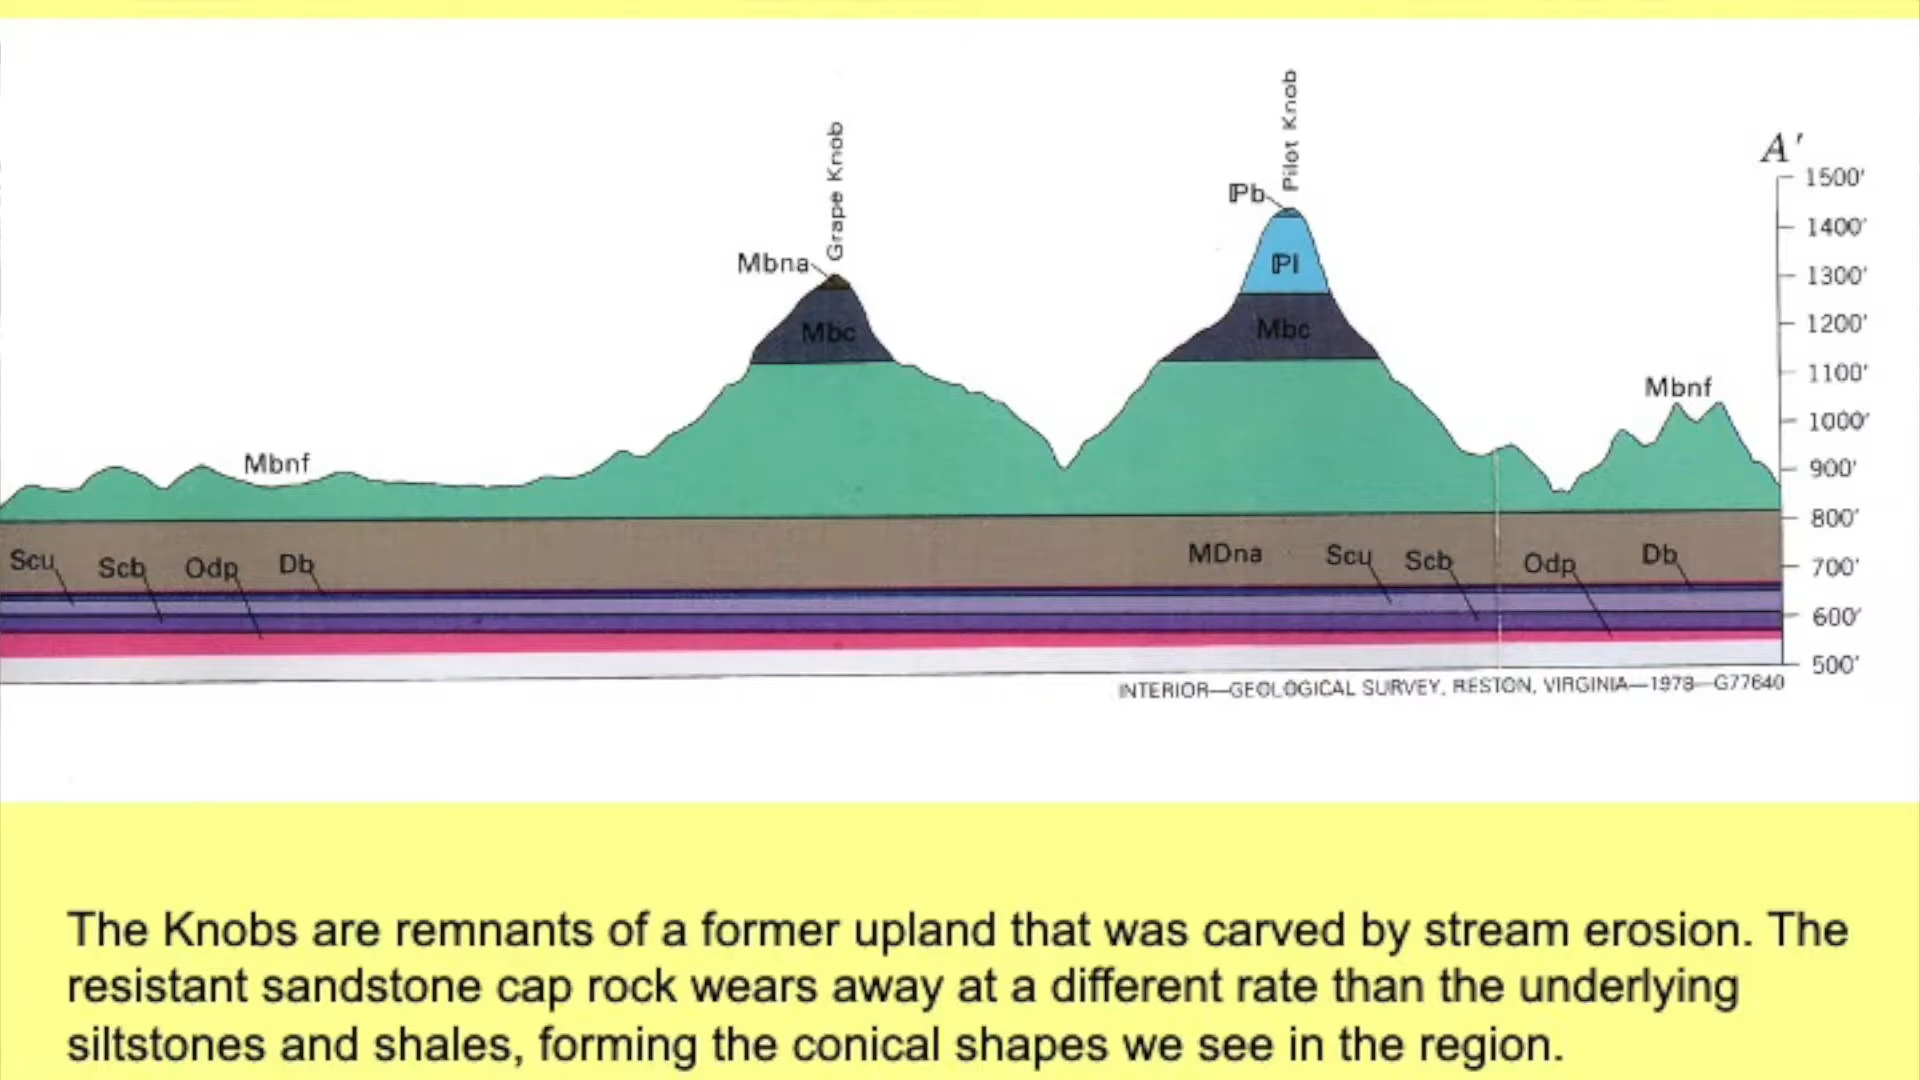 Pilot Knob
Grape Knob
A'
1500'
ℙb
1400'
Mbna
ℙl
1300'
Mbc
Mbc
1200'
1100'
Mbnf
1000'
Mbnf
900'
800'
Scu
Scb
Odp
Db
MDna
Scu
Scb
Odp
Db
700'
600'
500'
INTERIOR—GEOLOGICAL SURVEY, RESTON, VIRGINIA—1978—G77640
The Knobs are remnants of a former upland that was carved by stream erosion. The
resistant sandstone cap rock wears away at a different rate than the underlying
siltstones and shales, forming the conical shapes we see in the region.